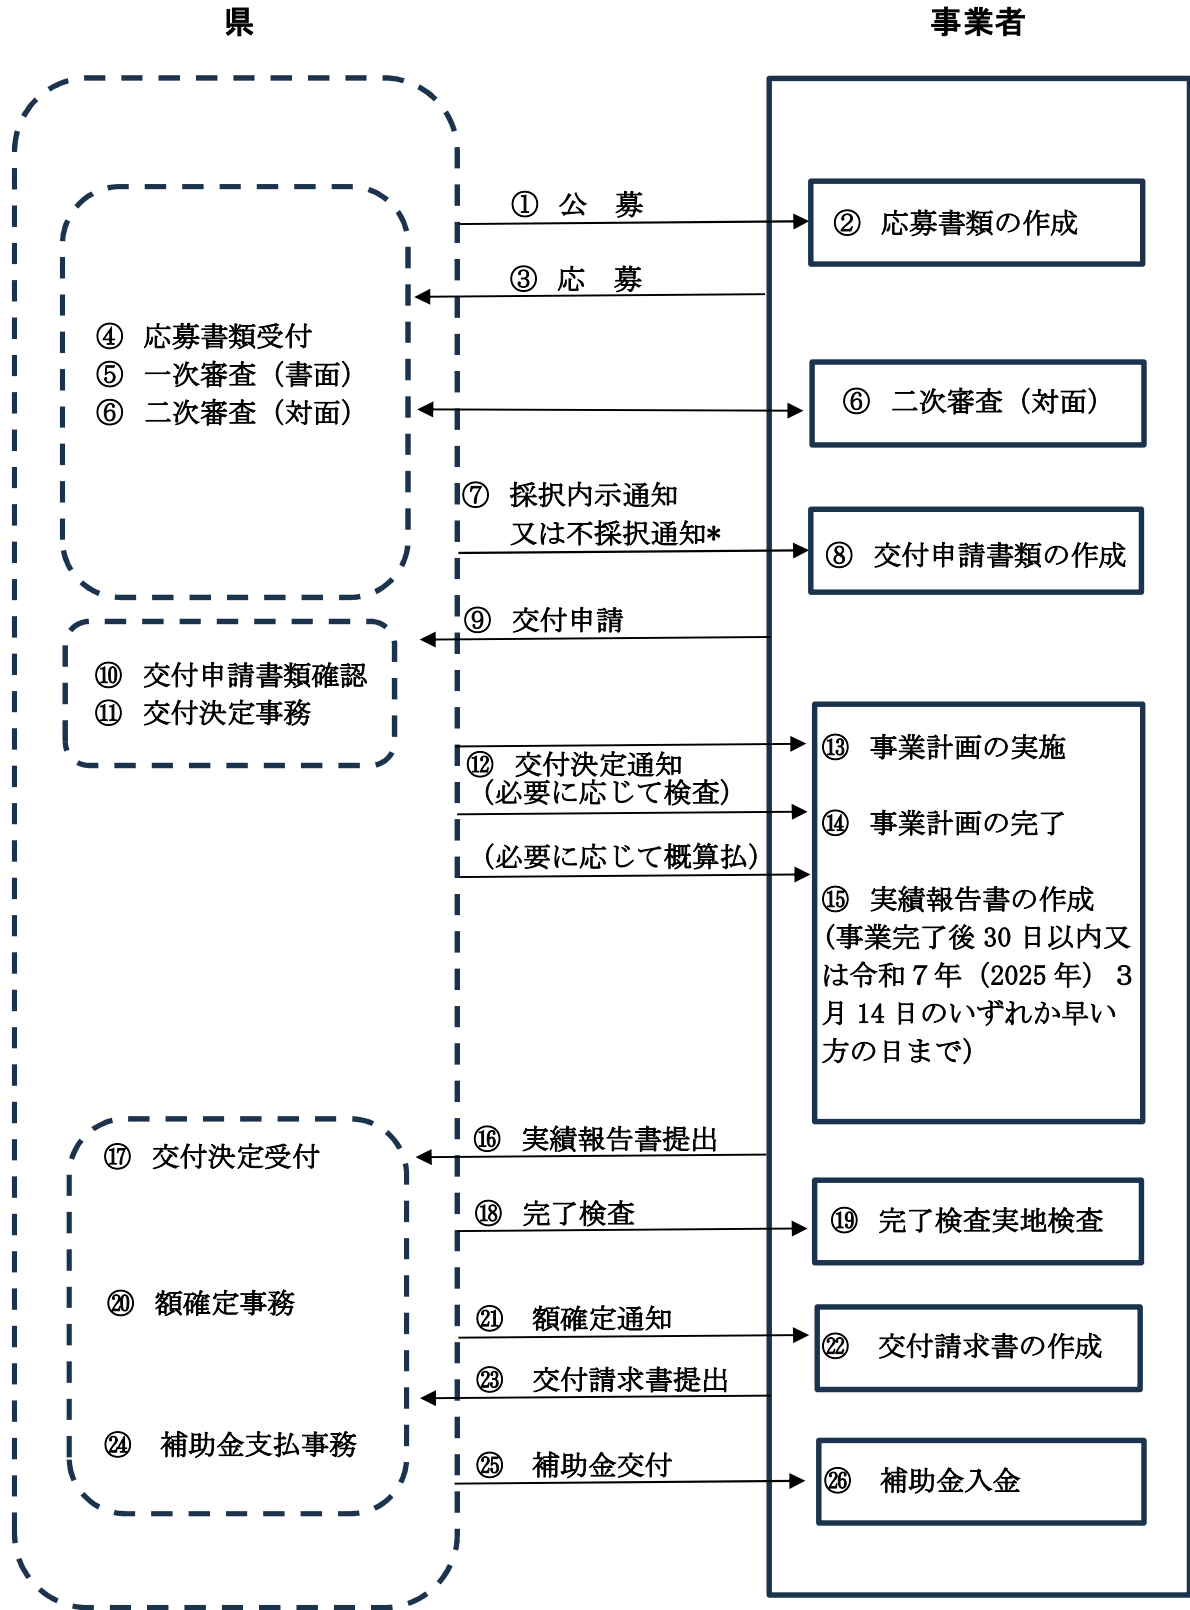 県
事業者
① 公　募
② 応募書類の作成
③ 応　募
④ 応募書類受付
⑤ 一次審査（書面）
⑥ 二次審査（対面）
⑥ 二次審査（対面）
⑦ 採択内示通知
又は不採択通知*
⑧ 交付申請書類の作成
⑨ 交付申請
⑩ 交付申請書類確認
⑪ 交付決定事務
⑫ 交付決定通知
（必要に応じて検査）
（必要に応じて概算払）
⑬ 事業計画の実施
⑭ 事業計画の完了
⑮ 実績報告書の作成
（事業完了後 30 日以内又
は令和７年（2025 年）３
月 14 日のいずれか早い
方の日まで）
⑯ 実績報告書提出
⑰ 交付決定受付
⑱ 完了検査
⑲ 完了検査実地検査
⑳ 額確定事務
㉑ 額確定通知
㉒ 交付請求書の作成
㉓ 交付請求書提出
㉔ 補助金支払事務
㉕ 補助金交付
㉖ 補助金入金